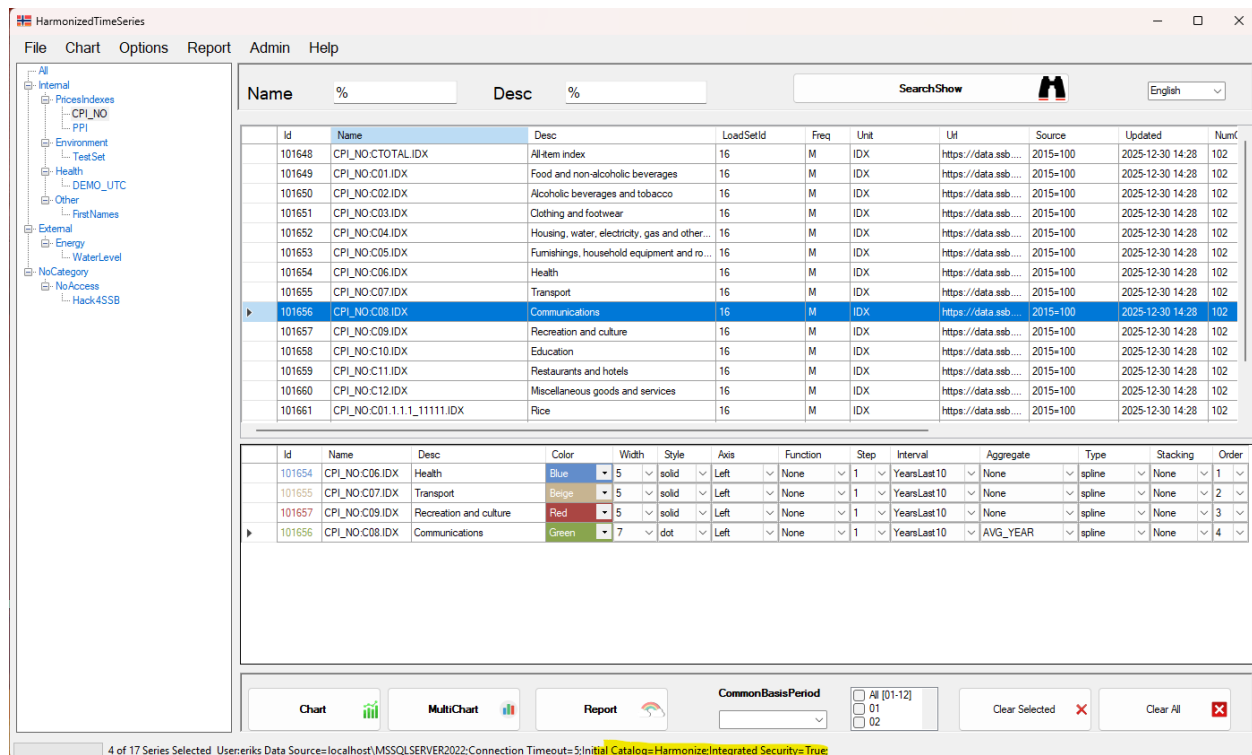 HarmonizedTimeSeries
File Chart Options Report Admin Help
All
Internal
PricesIndexes
CPI_NO
PPI
Environment
TestSet
Health
DEMO_UTC
Other
FirstNames
External
Energy
WaterLevel
NoCategory
NoAccess
Hack4SSB
Name % Desc % SearchShow English
Id Name Desc LoadSetId Freq Unit Url Source Updated
101648 CPI_NO:CTOTAL.IDX All-item index 16 M IDX https://data.ssb.... 2015=100 2025-12-30 14:28 102
101649 CPI_NO:C01.IDX Food and non-alcoholic beverages 16 M IDX https://data.ssb.... 2015=100 2025-12-30 14:28 102
101650 CPI_NO:C02.IDX Alcoholic beverages and tobacco 16 M IDX https://data.ssb.... 2015=100 2025-12-30 14:28 102
101651 CPI_NO:C03.IDX Clothing and footwear 16 M IDX https://data.ssb.... 2015=100 2025-12-30 14:28 102
101652 CPI_NO:C04.IDX Housing, water, electricity, gas and other... 16 M IDX https://data.ssb.... 2015=100 2025-12-30 14:28 102
101653 CPI_NO:C05.IDX Furnishings, household equipment and ro... 16 M IDX https://data.ssb.... 2015=100 2025-12-30 14:28 102
101654 CPI_NO:C06.IDX Health 16 M IDX https://data.ssb.... 2015=100 2025-12-30 14:28 102
101655 CPI_NO:C07.IDX Transport 16 M IDX https://data.ssb.... 2015=100 2025-12-30 14:28 102
101656 CPI_NO:C08.IDX Communications 16 M IDX https://data.ssb.... 2015=100 2025-12-30 14:28 102
101657 CPI_NO:C09.IDX Recreation and culture 16 M IDX https://data.ssb.... 2015=100 2025-12-30 14:28 102
101658 CPI_NO:C10.IDX Education 16 M IDX https://data.ssb.... 2015=100 2025-12-30 14:28 102
101659 CPI_NO:C11.IDX Restaurants and hotels 16 M IDX https://data.ssb.... 2015=100 2025-12-30 14:28 102
101660 CPI_NO:C12.IDX Miscellaneous goods and services 16 M IDX https://data.ssb.... 2015=100 2025-12-30 14:28 102
101661 CPI_NO:C01.1.1.1_11111.IDX Rice 16 M IDX https://data.ssb.... 2015=100 2025-12-30 14:28 102
Id Name Desc Color Width Style Axis Function Step Interval Aggregate Type Stacking Order
101654 CPI_NO:C06.IDX Health Blue 5 solid Left None 1 YearsLast10 None spline None 1
101655 CPI_NO:C07.IDX Transport Beige 5 solid Left None 1 YearsLast10 None spline None 2
101657 CPI_NO:C09.IDX Recreation and culture Red 5 solid Left None 1 YearsLast10 None spline None 3
101656 CPI_NO:C08.IDX Communications Green 7 dot Left None 1 YearsLast10 AVG_YEAR spline None 4
Chart MultiChart Report CommonBasisPeriod All [01-12] Clear Selected Clear All
01
02
4 of 17 Series Selected User:eriks Data Source=localhost\MSSQLSERVER2022;Connection Timeout=5;Initial Catalog=Harmonize;Integrated Security=True;